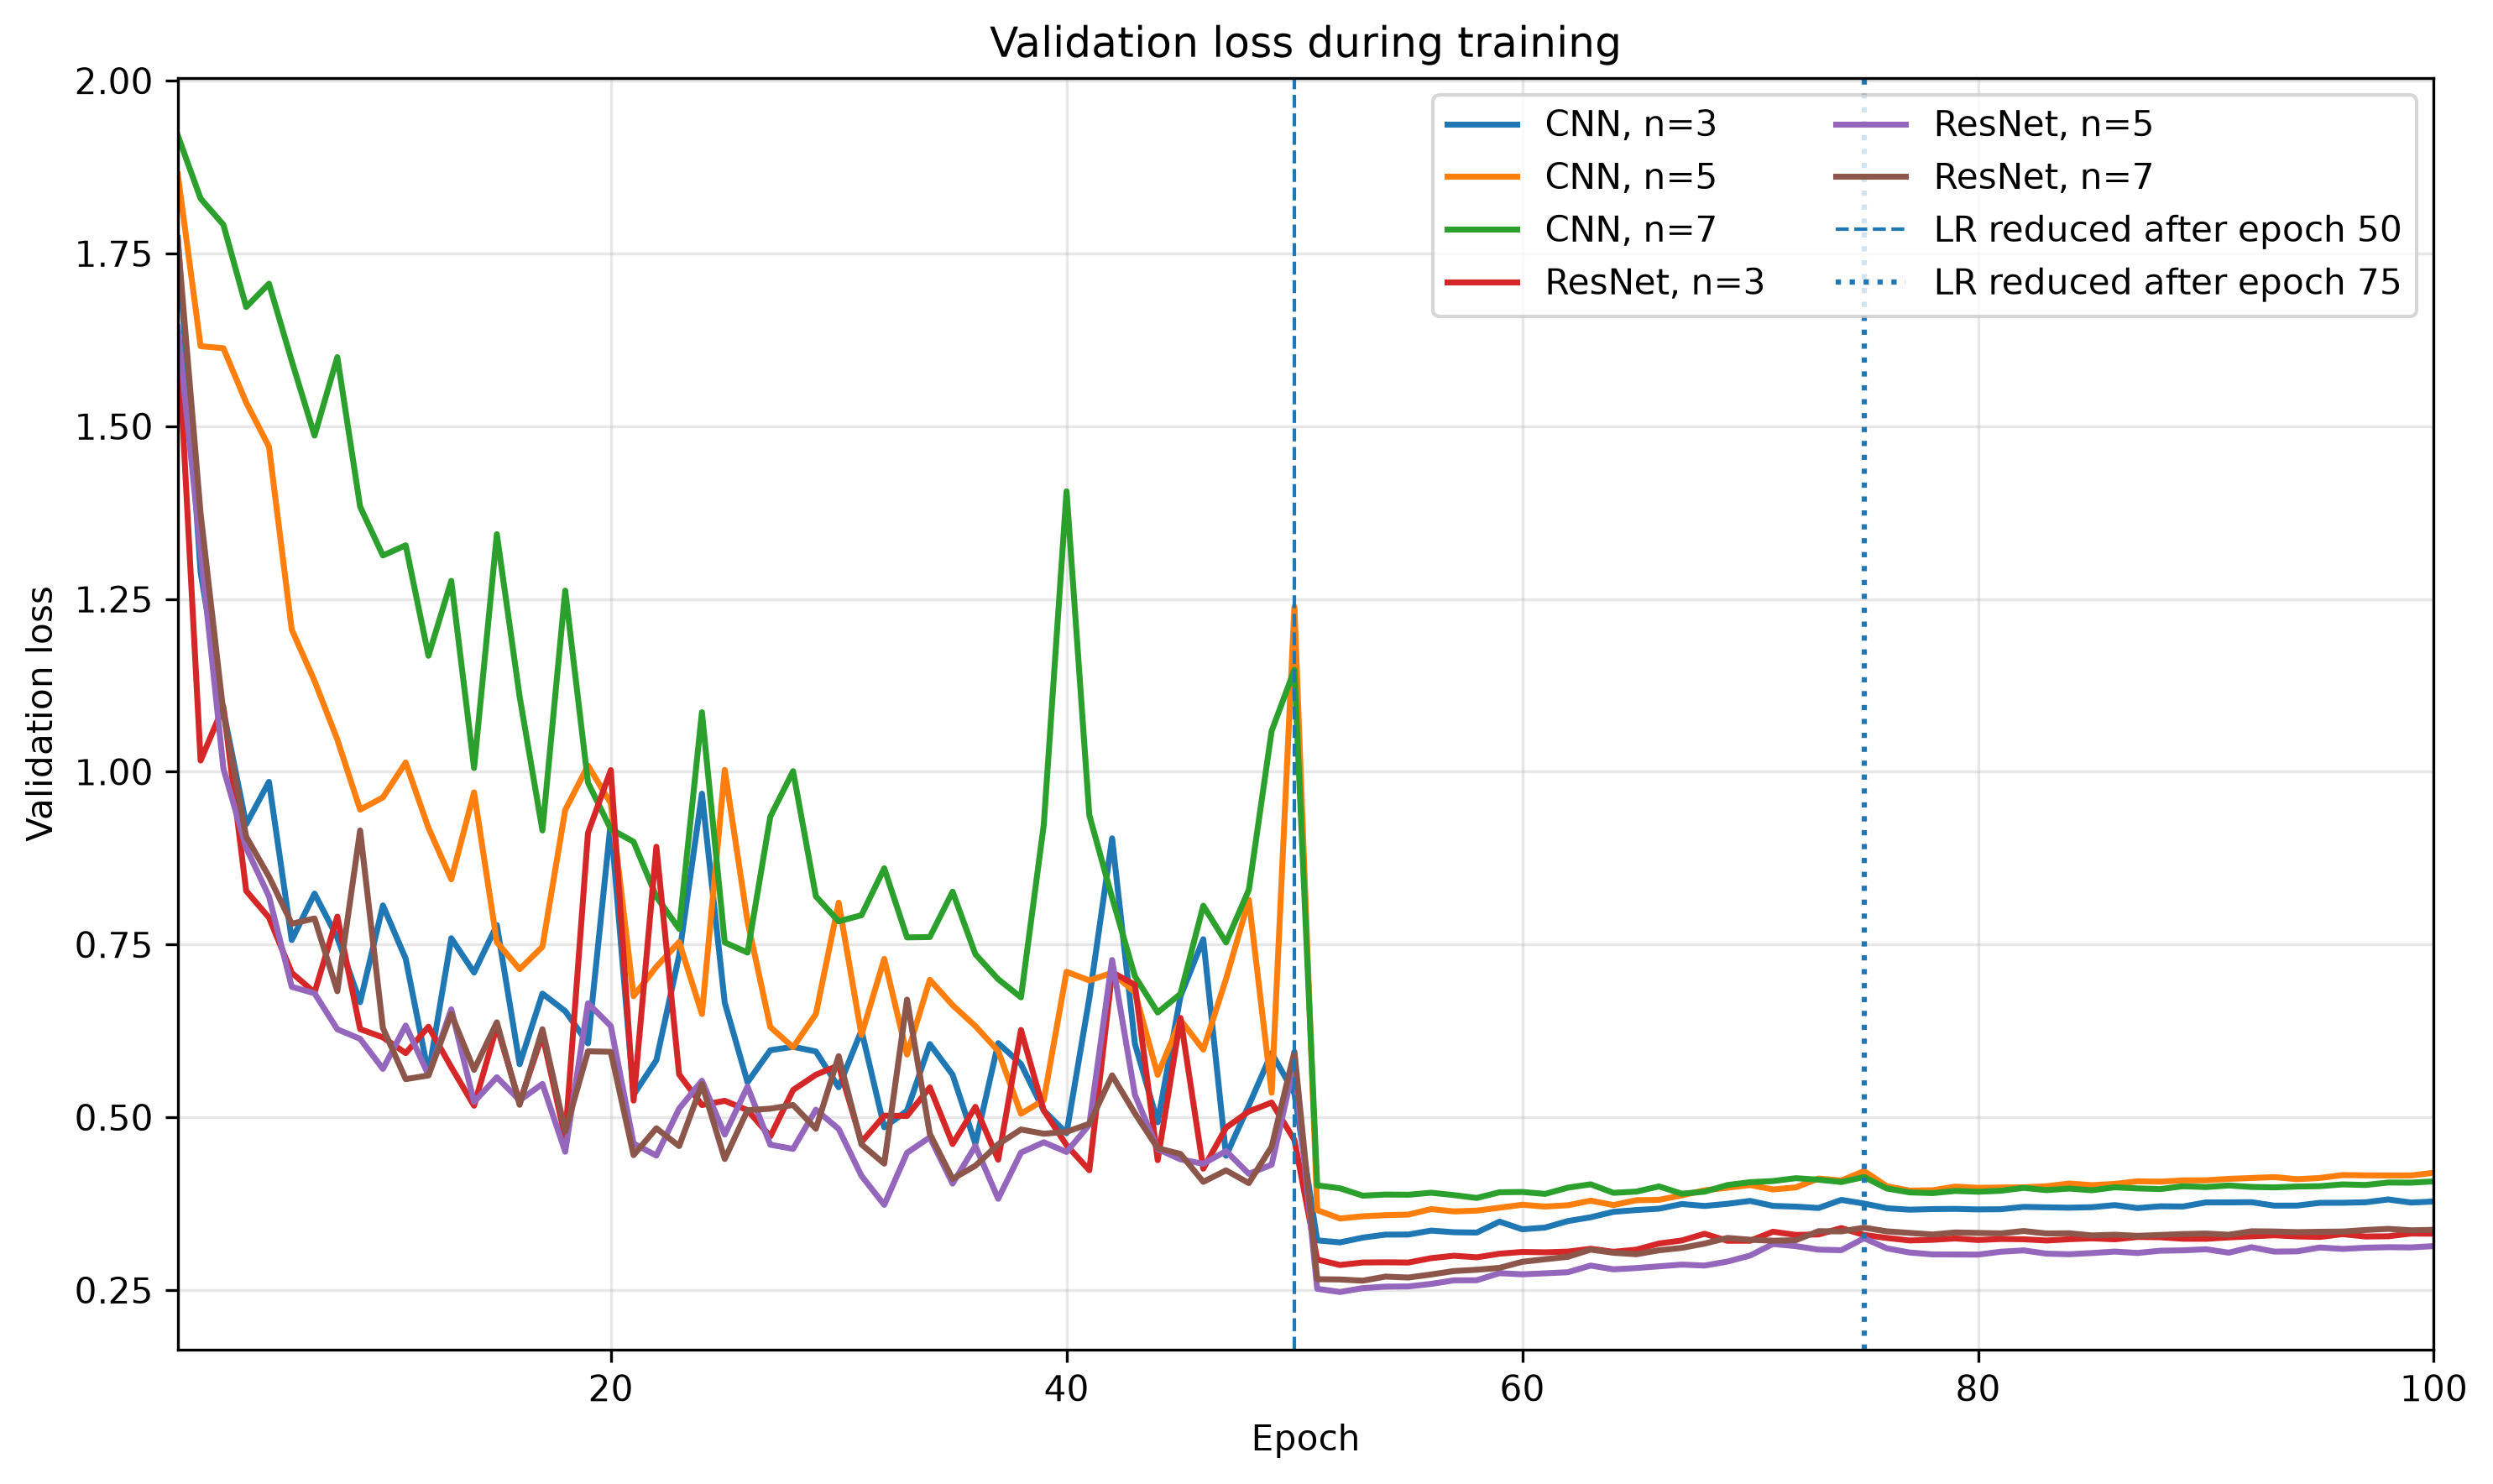 Validation loss during training
2.00
1.75
1.50
1.25
1.00
0.75
0.50
0.25
Validation loss
CNN, n=3
CNN, n=5
CNN, n=7
ResNet, n=3
ResNet, n=5
ResNet, n=7
LR reduced after epoch 50
LR reduced after epoch 75
20 40 60 80 100
Epoch